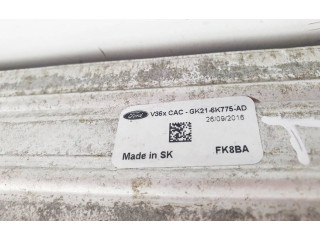 Ford V36x CAC - GK21-6K775-AD
26/09/2016
Made in SK FK8BA